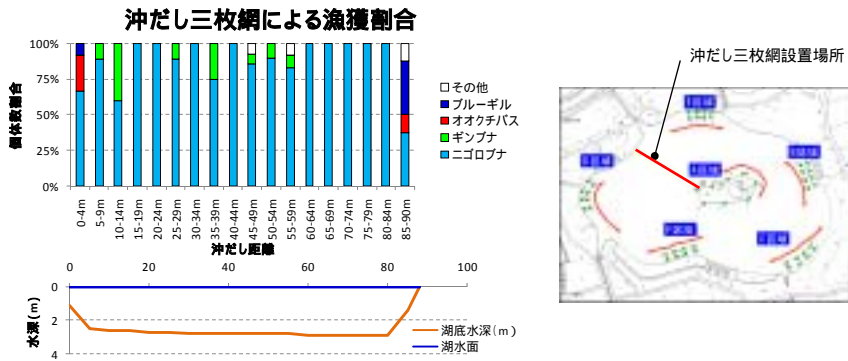 沖だし三枚網による漁獲割合
100%
75%
50%
25%
0%
個体数割合
0-4m
5-9m
10-14m
15-19m
20-24m
25-29m
30-34m
35-39m
40-44m
45-49m
50-54m
55-59m
60-64m
65-69m
70-74m
75-79m
80-84m
85-90m
沖だし距離
その他
ブルーギル
オオクチバス
ギンブナ
ニゴロブナ
0
20
40
60
80
100
0
2
4
水深(m)
湖底水深(m)
湖水面
沖だし三枚網設置場所